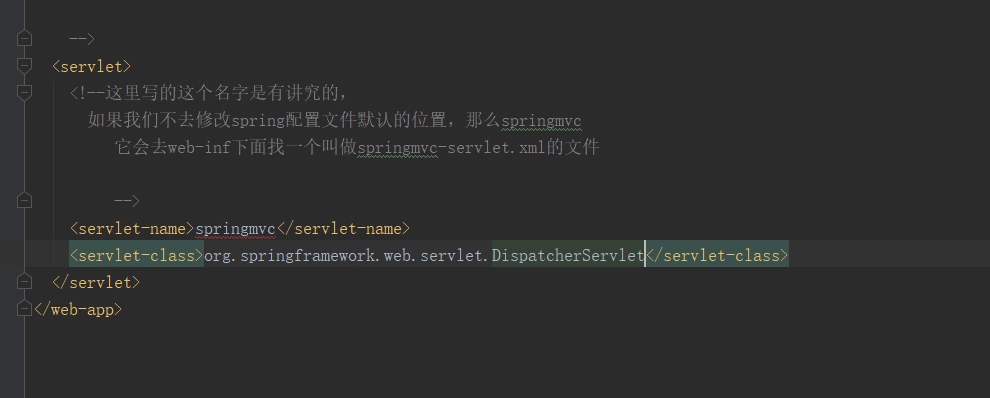 -->
<servlet>
<!--这里写的这个名字是有讲究的，
如果我们不去修改spring配置文件默认的位置，那么springmvc
它会去web-inf下面找一个叫做springmvc-servlet.xml的文件
-->
<servlet-name>springmvc</servlet-name>
<servlet-class>org.springframework.web.servlet.DispatcherServlet</servlet-class>
</servlet>
</web-app>